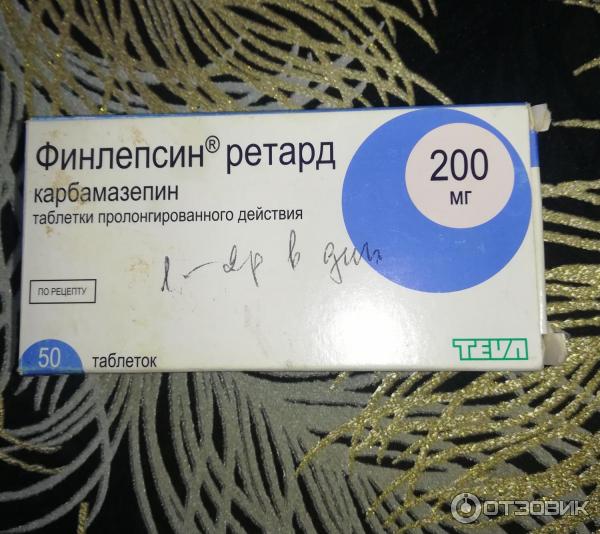 Финлепсин® ретард
карбамазепин
таблетки пролонгированного действия
200
мг
1 - 2р в день
ПО РЕЦЕПТУ
50 таблеток
TEVA
ОТЗОВИК